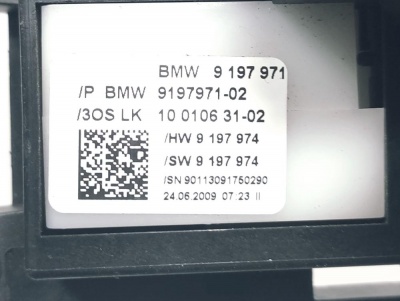 BMW 9 197 971
/P BMW 9197971-02
/3OS LK 10 0106 31-02
/HW 9 197 974
/SW 9 197 974
/SN 90113091750290
24.06.2009 07:23 II